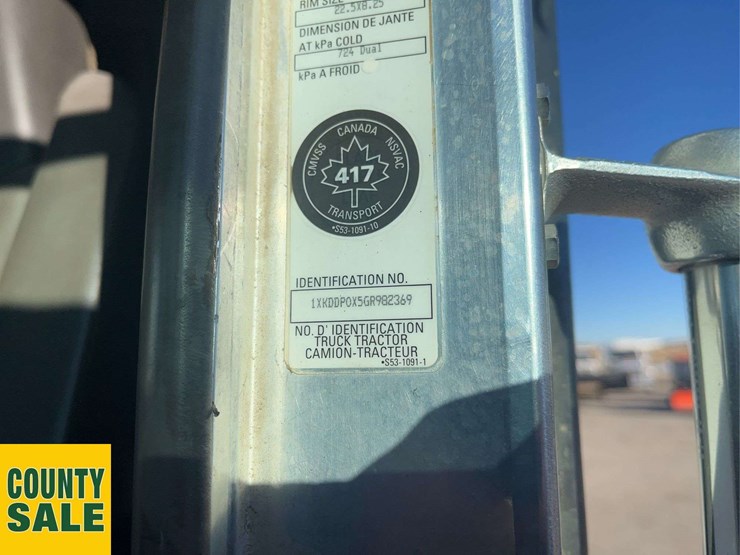 RIM SIZE
22.5X8.25
DIMENSION DE JANTE
AT kPa COLD
724 Dual
kPa A FROID
CMVSS CANADA NSVAC
417
TRANSPORT
•S53-1091-10
IDENTIFICATION NO.
1XKDDP0X5GR982369
NO. D' IDENTIFICATION
TRUCK TRACTOR
CAMION-TRACTEUR
•S53-1091-1
COUNTY
SALE